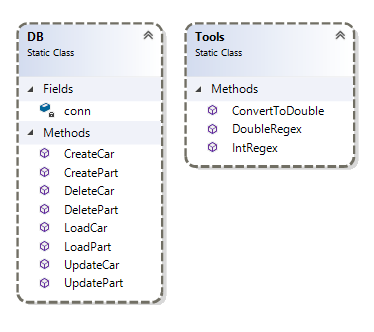 DB
Static Class
Fields
conn
Methods
CreateCar
CreatePart
DeleteCar
DeletePart
LoadCar
LoadPart
UpdateCar
UpdatePart
Tools
Static Class
Methods
ConvertToDouble
DoubleRegex
IntRegex